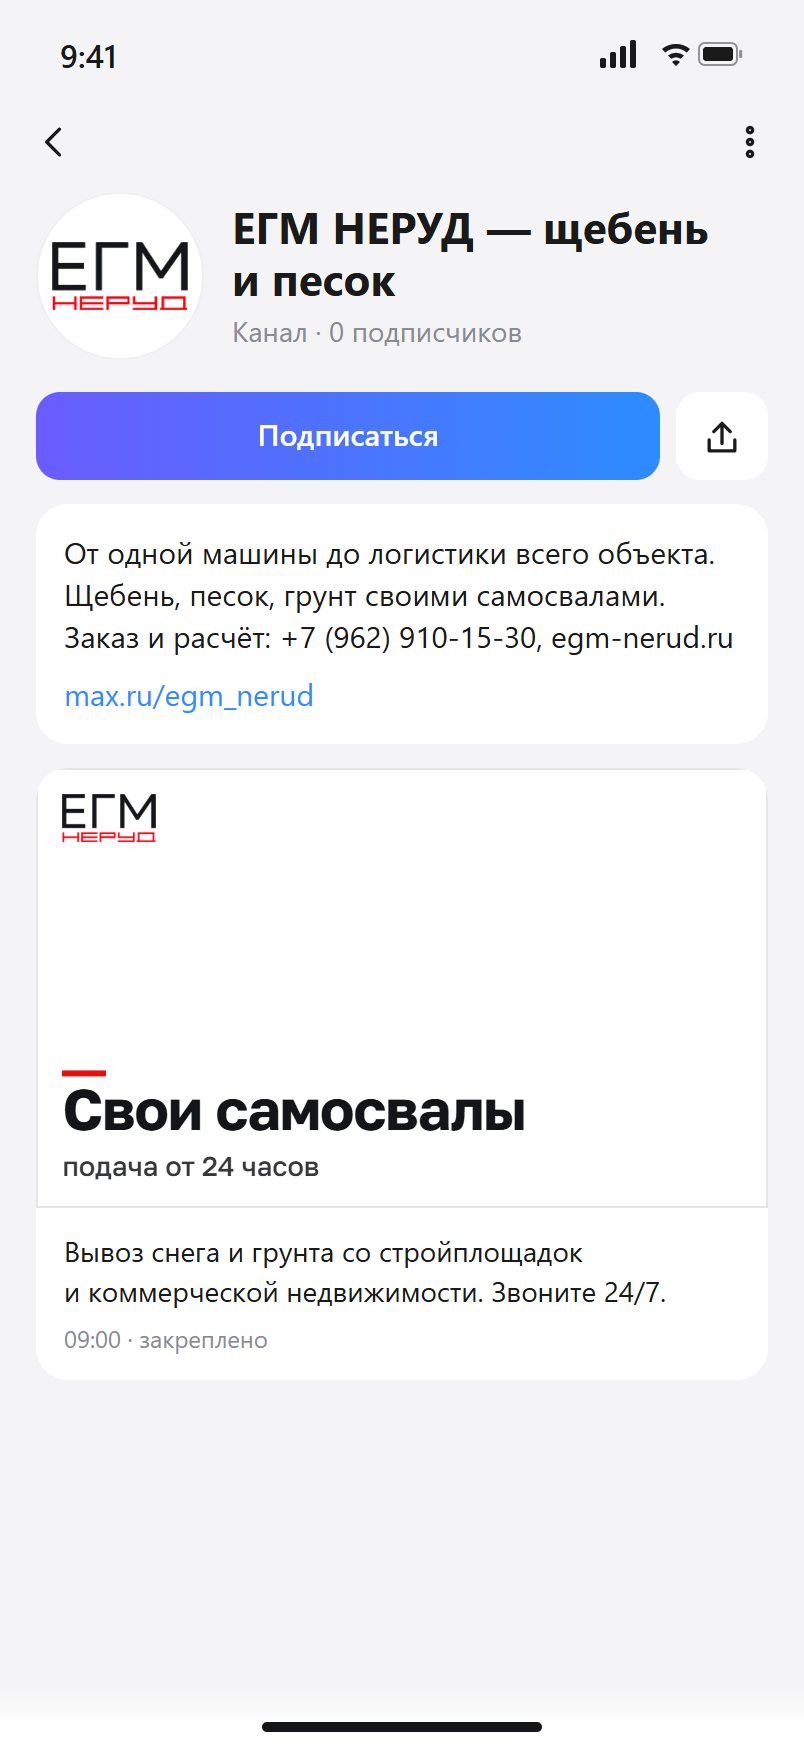 9:41
ЕГМ
НЕРУД
ЕГМ НЕРУД — щебень
и песок
Канал · 0 подписчиков
Подписаться
От одной машины до логистики всего объекта.
Щебень, песок, грунт своими самосвалами.
Заказ и расчёт: +7 (962) 910-15-30, egm-nerud.ru
max.ru/egm_nerud
ЕГМ
НЕРУД
Свои самосвалы
подача от 24 часов
Вывоз снега и грунта со стройплощадок
и коммерческой недвижимости. Звоните 24/7.
09:00 · закреплено